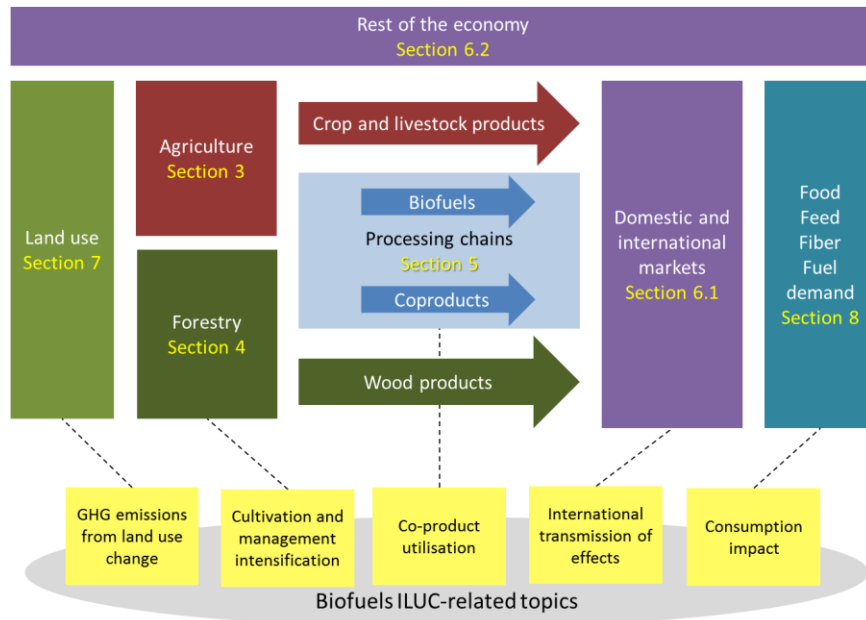 Rest of the economy
Section 6.2
Land use
Section 7
Agriculture
Section 3
Forestry
Section 4
Crop and livestock products
Biofuels
Processing chains
Section 5
Coproducts
Wood products
Domestic and
international
markets
Section 6.1
Food
Feed
Fiber
Fuel
demand
Section 8
GHG emissions
from land use
change
Cultivation and
management
intensification
Co-product
utilisation
International
transmission of
effects
Consumption
impact
Biofuels ILUC-related topics